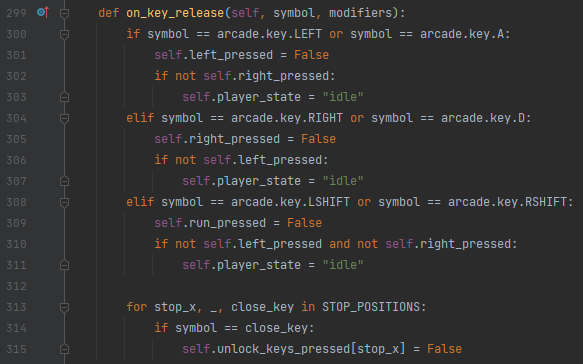 299 def on_key_release(self, symbol, modifiers):
300 if symbol == arcade.key.LEFT or symbol == arcade.key.A:
301 self.left_pressed = False
302 if not self.right_pressed:
303 self.player_state = "idle"
304 elif symbol == arcade.key.RIGHT or symbol == arcade.key.D:
305 self.right_pressed = False
306 if not self.left_pressed:
307 self.player_state = "idle"
308 elif symbol == arcade.key.LSHIFT or symbol == arcade.key.RSHIFT:
309 self.run_pressed = False
310 if not self.left_pressed and not self.right_pressed:
311 self.player_state = "idle"
312
313 for stop_x, _, close_key in STOP_POSITIONS:
314 if symbol == close_key:
315 self.unlock_keys_pressed[stop_x] = False